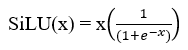 SiLU(x) = x(1/(1+e^{-x}))